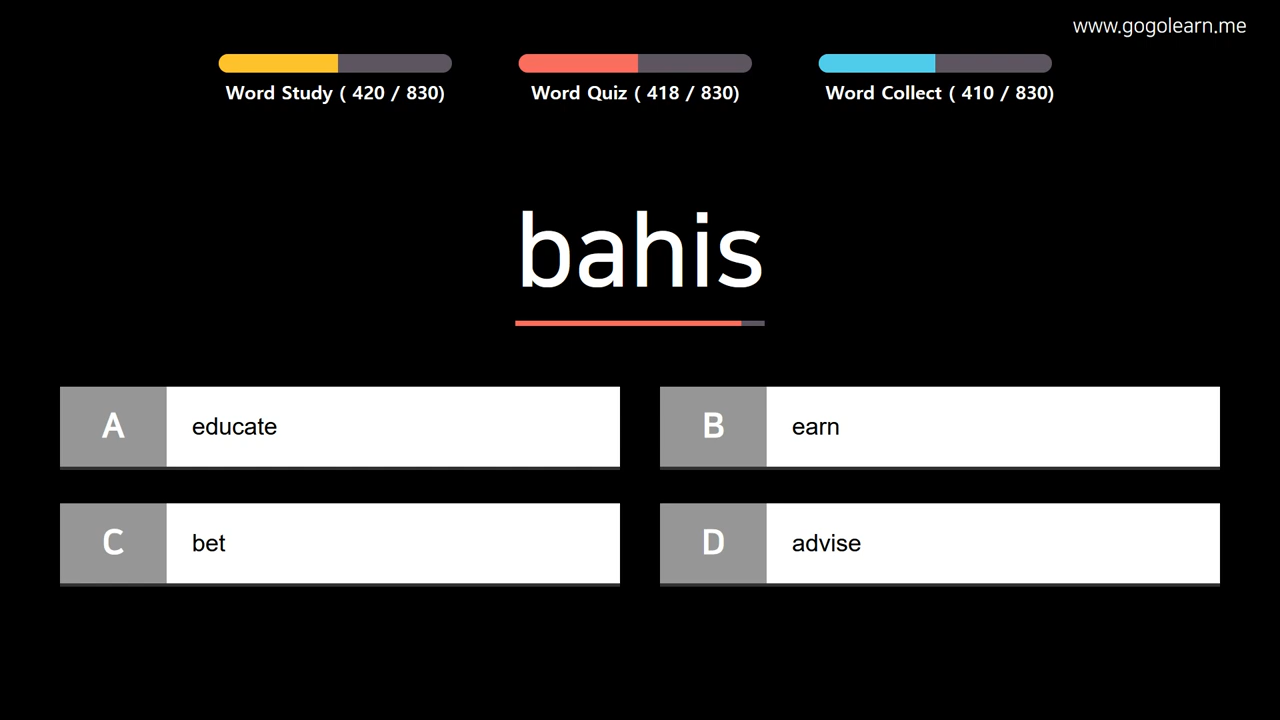 www.gogolearn.me
Word Study ( 420 / 830)
Word Quiz ( 418 / 830)
Word Collect ( 410 / 830)
bahis
A educate
B earn
C bet
D advise